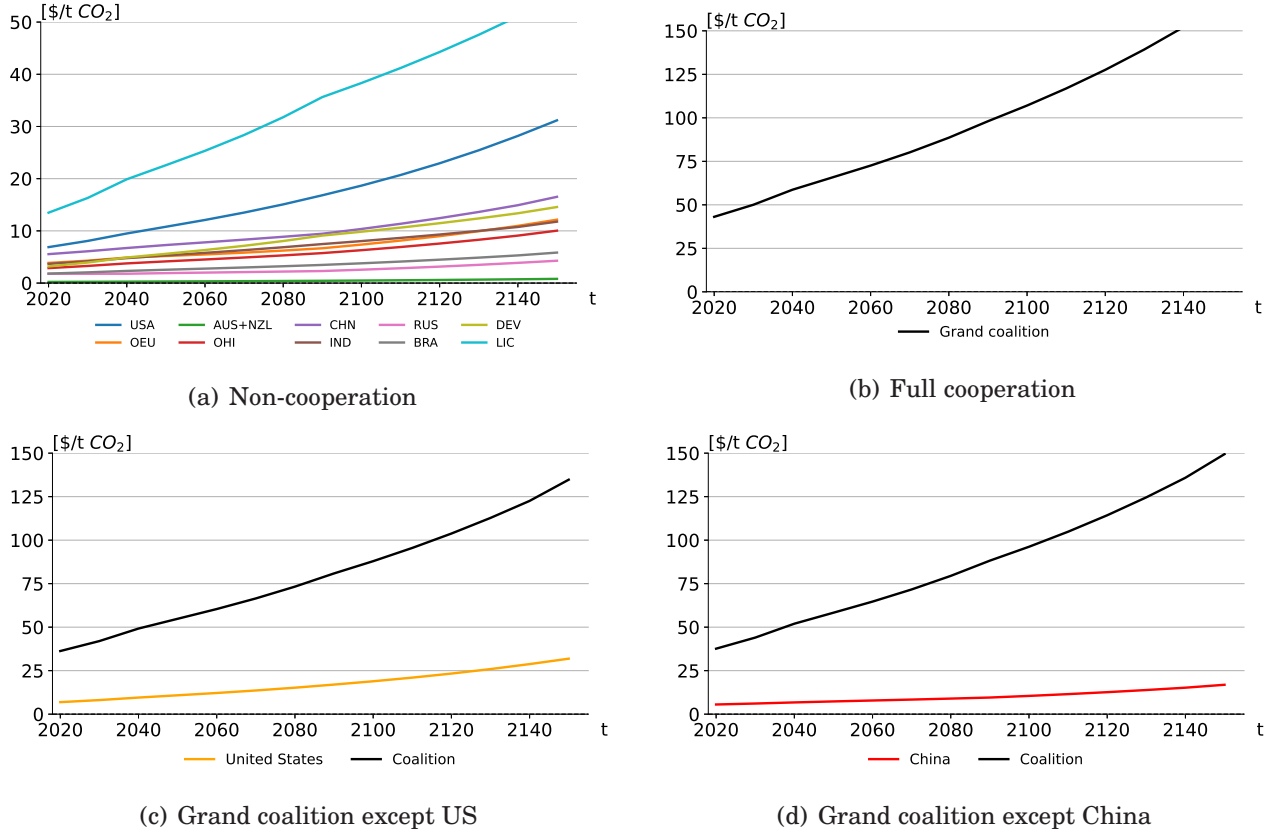 [$/t CO2]
50
40
30
20
10
0
2020 2040 2060 2080 2100 2120 2140 t
USA AUS+NZL CHN RUS DEV
OEU OHI IND BRA LIC
(a) Non-cooperation
[$/t CO2]
150
125
100
75
50
25
0
2020 2040 2060 2080 2100 2120 2140 t
Grand coalition
(b) Full cooperation
[$/t CO2]
150
125
100
75
50
25
0
2020 2040 2060 2080 2100 2120 2140 t
United States Coalition
(c) Grand coalition except US
[$/t CO2]
150
125
100
75
50
25
0
2020 2040 2060 2080 2100 2120 2140 t
China Coalition
(d) Grand coalition except China